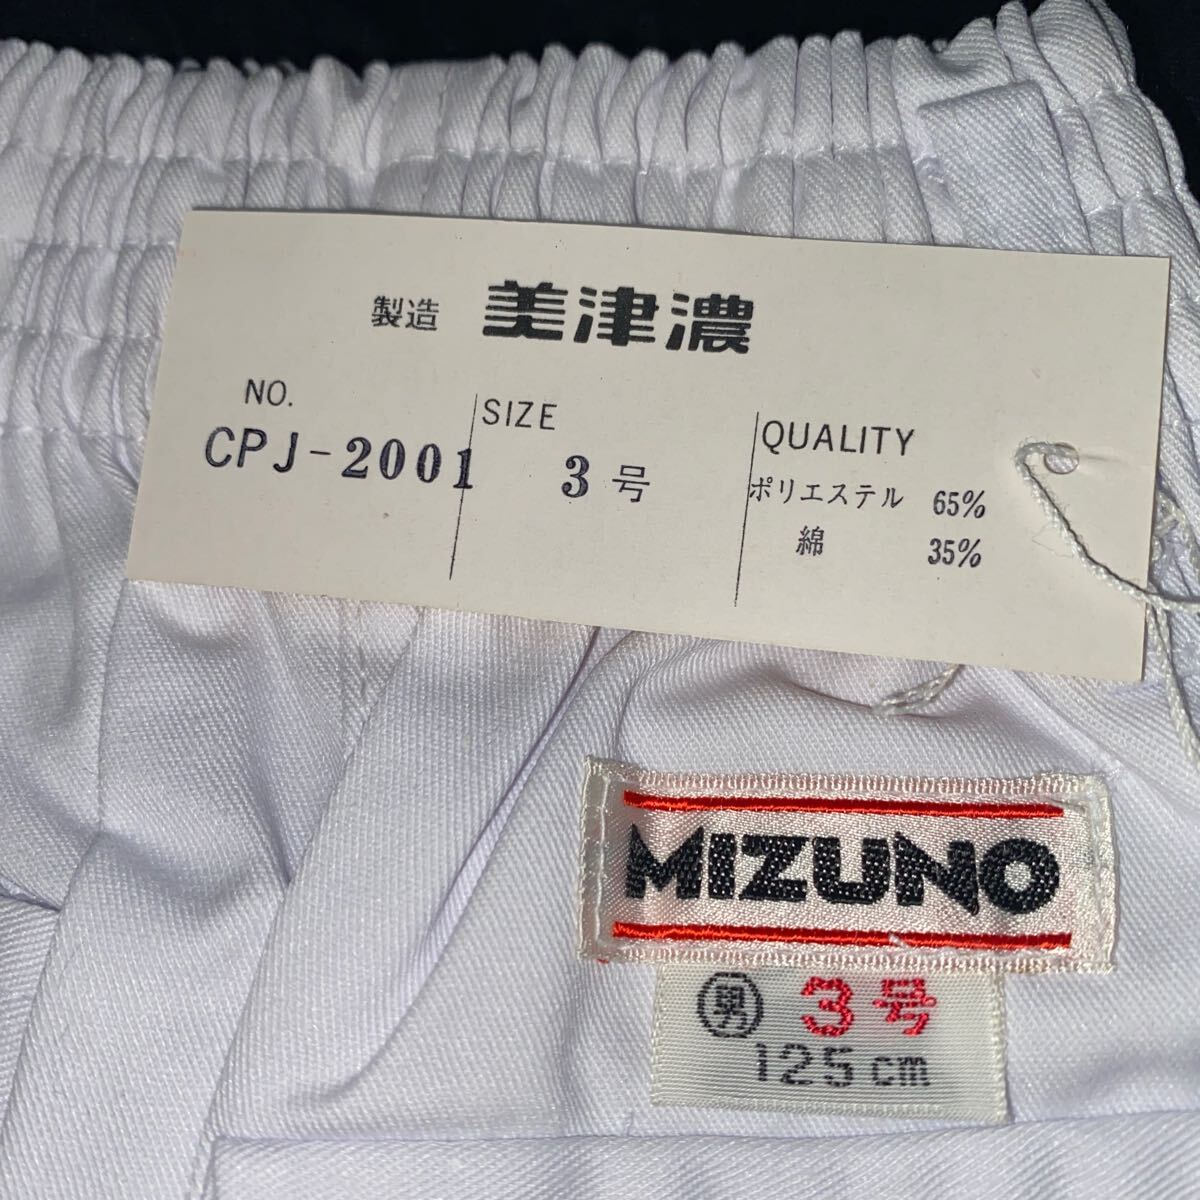 製造 美津濃
NO.
CPJ-2001
SIZE
3号
QUALITY
ポリエステル 65%
綿 35%
MIZUNO
男 3号
125cm